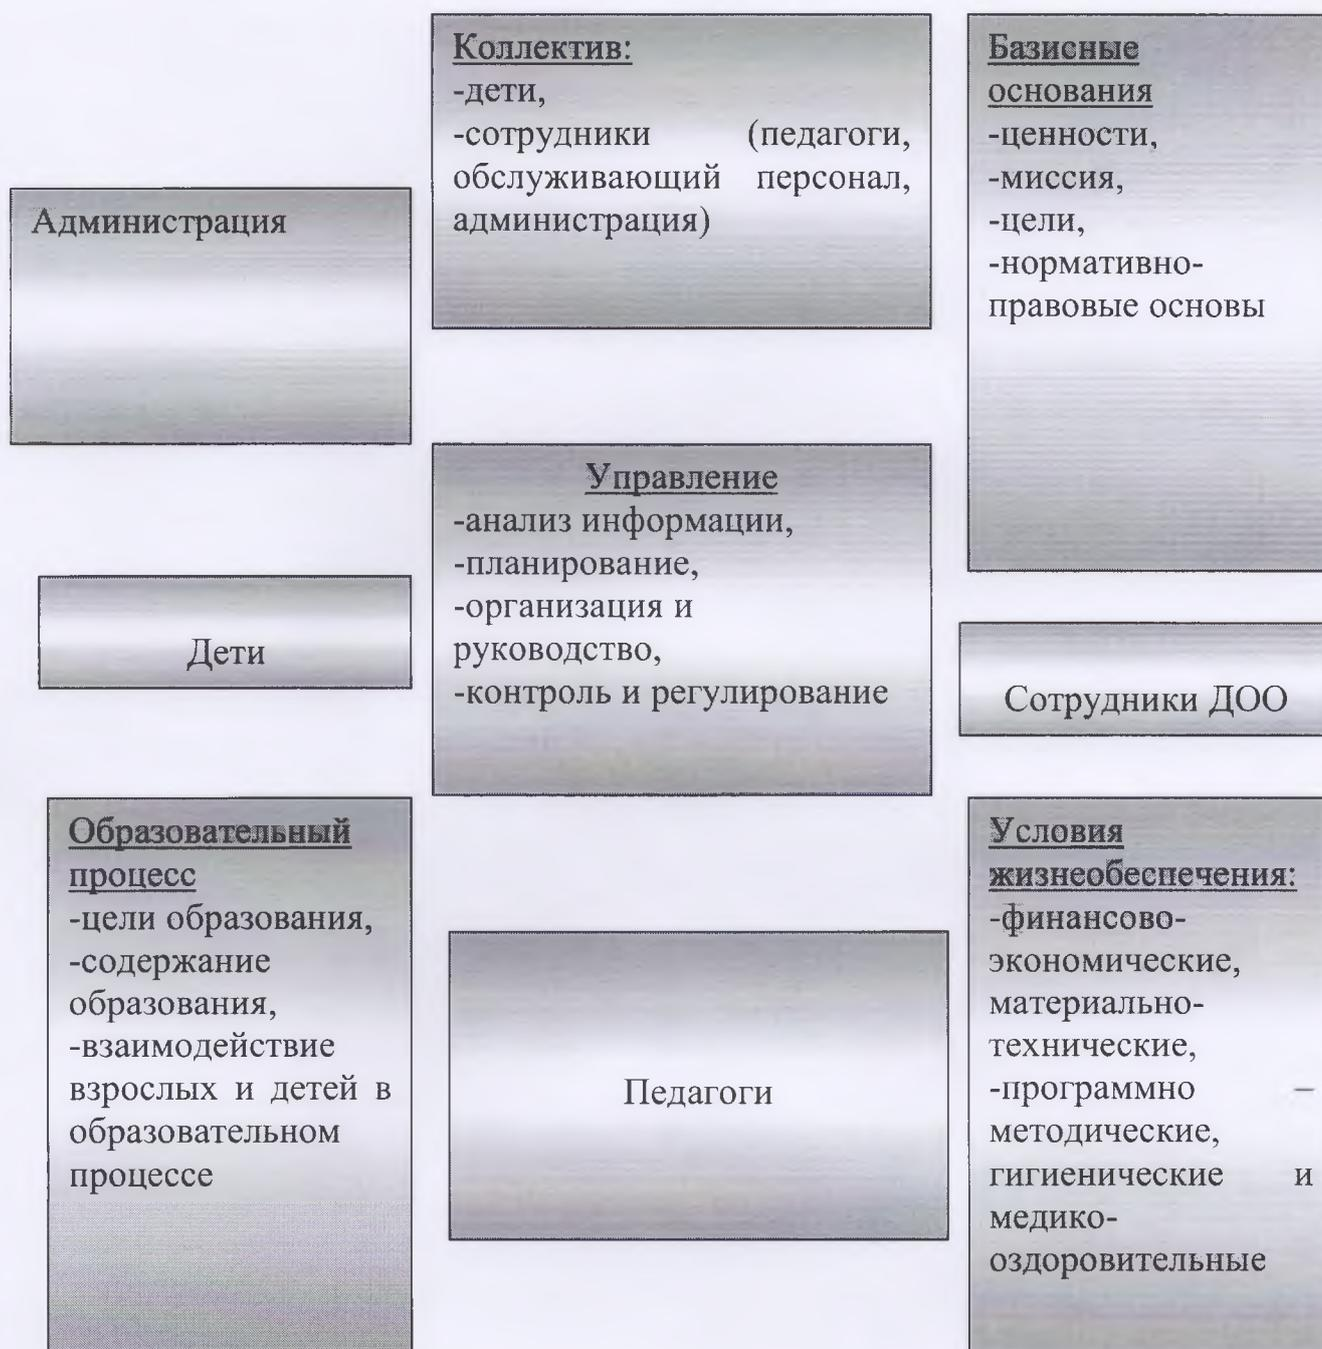 Администрация
Коллектив:
-дети,
-сотрудники (педагоги,
обслуживающий персонал,
администрация)
Базисные
основания
-ценности,
-миссия,
-цели,
-нормативно-
правовые основы
Дети
Управление
-анализ информации,
-планирование,
-организация и
руководство,
-контроль и регулирование
Сотрудники ДОО
Образовательный
процесс
-цели образования,
-содержание
образования,
-взаимодействие
взрослых и детей в
образовательном
процессе
Педагоги
Условия
жизнеобеспечения:
-финансово-
экономические,
материально-
технические,
-программно –
методические,
гигиенические и
медико-
оздоровительные